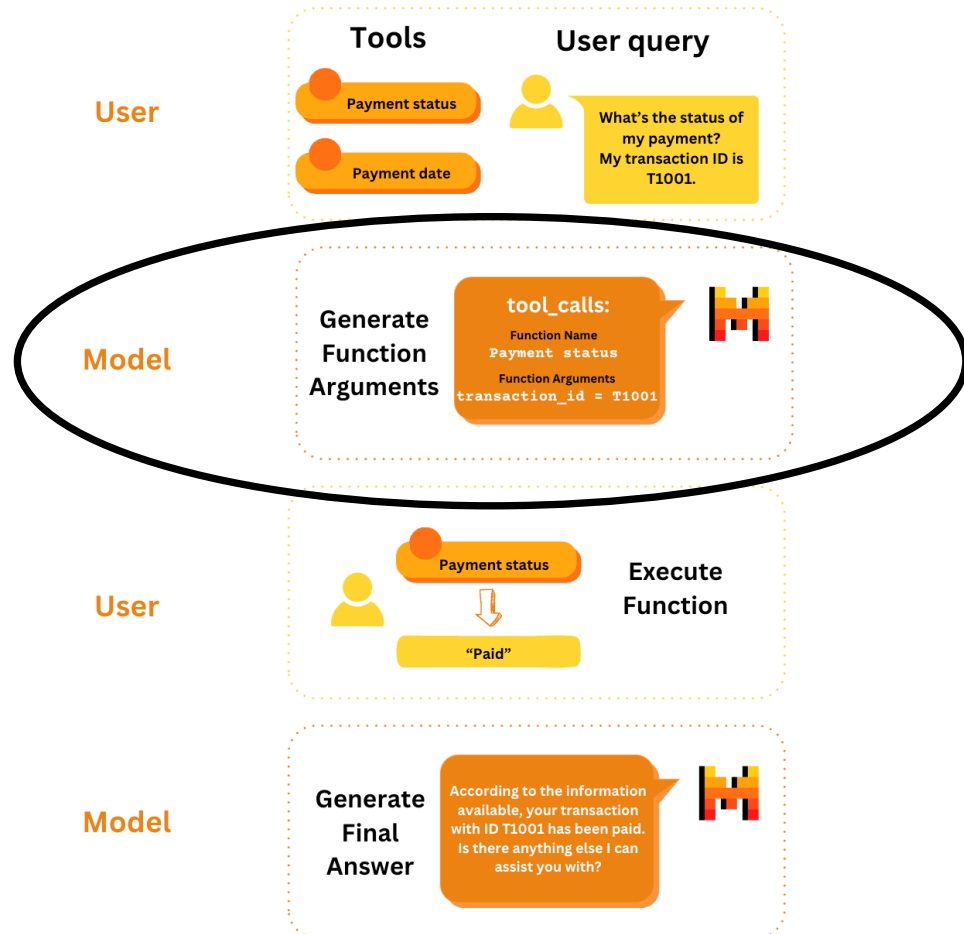 Tools
User query
User
Payment status
Payment date
What's the status of
my payment?
My transaction ID is
T1001.
Model
Generate
Function
Arguments
tool_calls:
Function Name
Payment status
Function Arguments
transaction_id = T1001
User
Payment status
“Paid”
Execute
Function
Model
Generate
Final
Answer
According to the information
available, your transaction
with ID T1001 has been paid.
Is there anything else I can
assist you with?